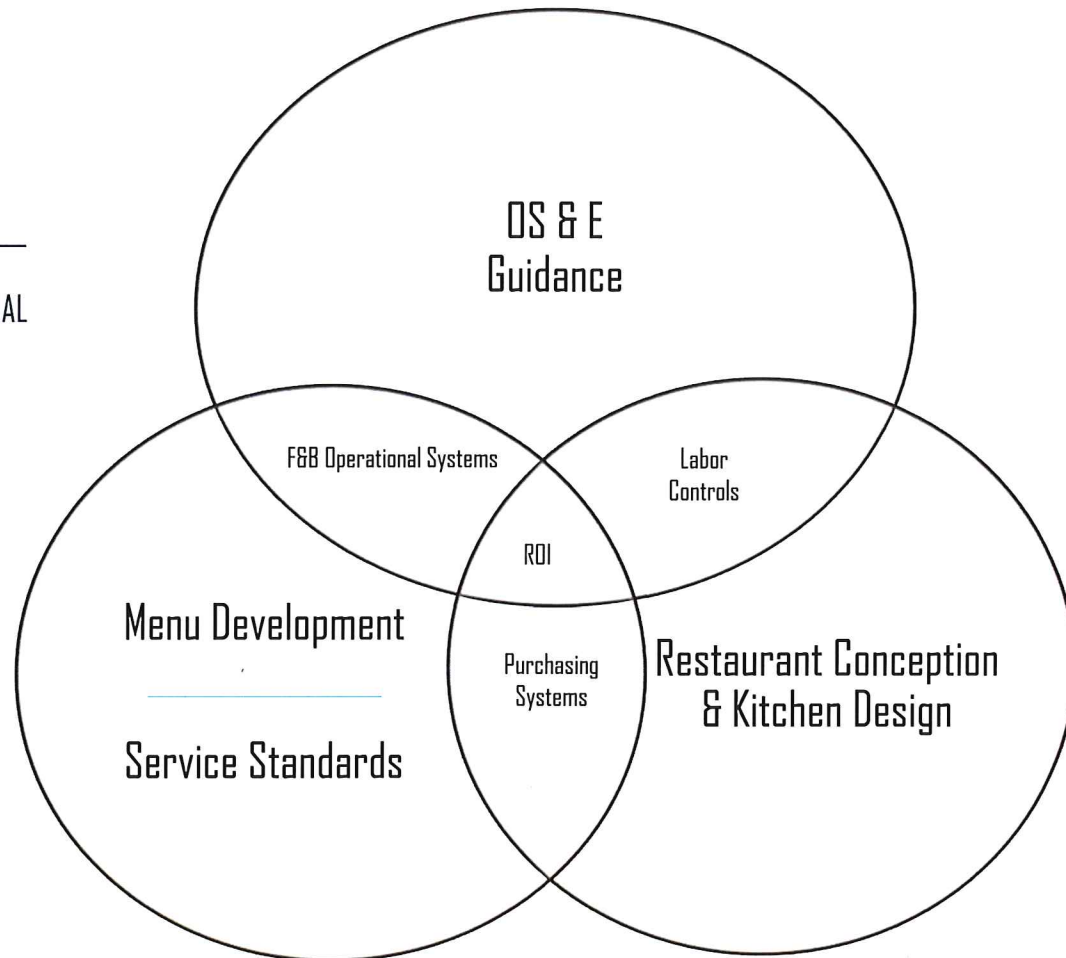 OS & E
Guidance
AL
F&B Operational Systems
Labor
Controls
ROI
Menu Development
Service Standards
Purchasing
Systems
Restaurant Conception
& Kitchen Design